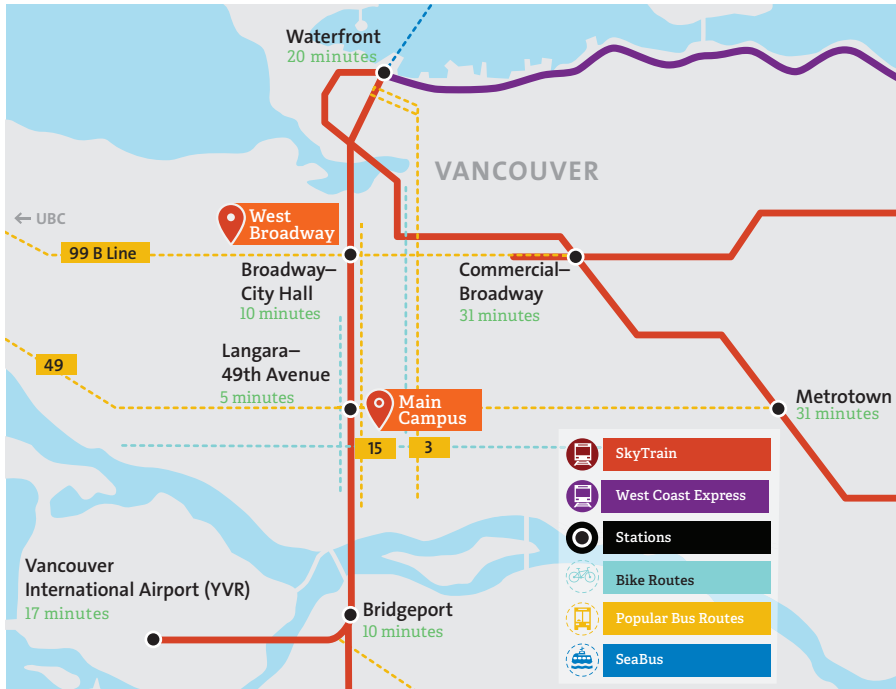 Waterfront
20 minutes
VANCOUVER
← UBC
West
Broadway
99 B Line
Broadway–
City Hall
10 minutes
Commercial–
Broadway
31 minutes
Langara–
49th Avenue
5 minutes
49
Main
Campus
Metrotown
31 minutes
15
3
SkyTrain
West Coast Express
Stations
Bike Routes
Popular Bus Routes
SeaBus
Vancouver
International Airport (YVR)
17 minutes
Bridgeport
10 minutes